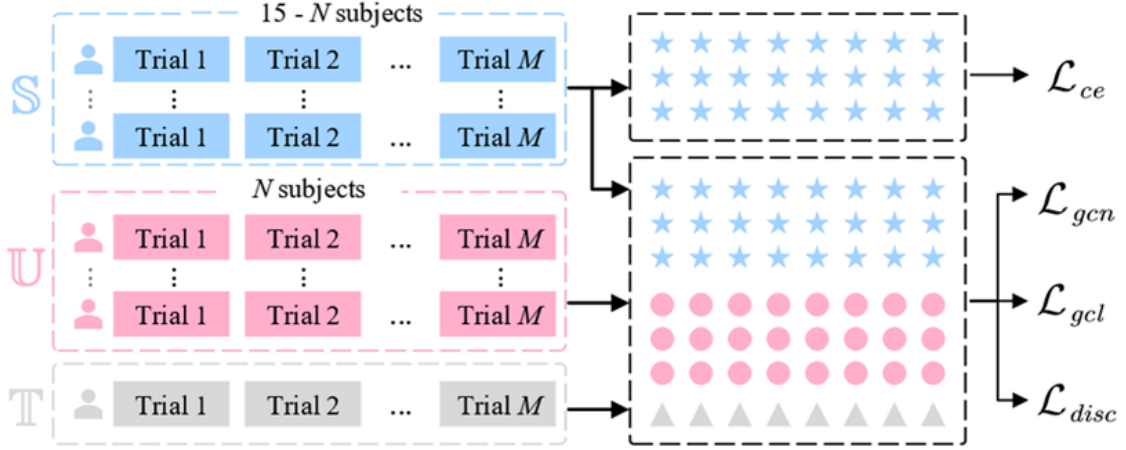 15 - N subjects
𝕊
Trial 1 Trial 2 ... Trial M
Trial 1 Trial 2 ... Trial M
N subjects
𝕌
Trial 1 Trial 2 ... Trial M
Trial 1 Trial 2 ... Trial M
𝕋
Trial 1 Trial 2 ... Trial M
ℒce
ℒgcn
ℒgcl
ℒdisc